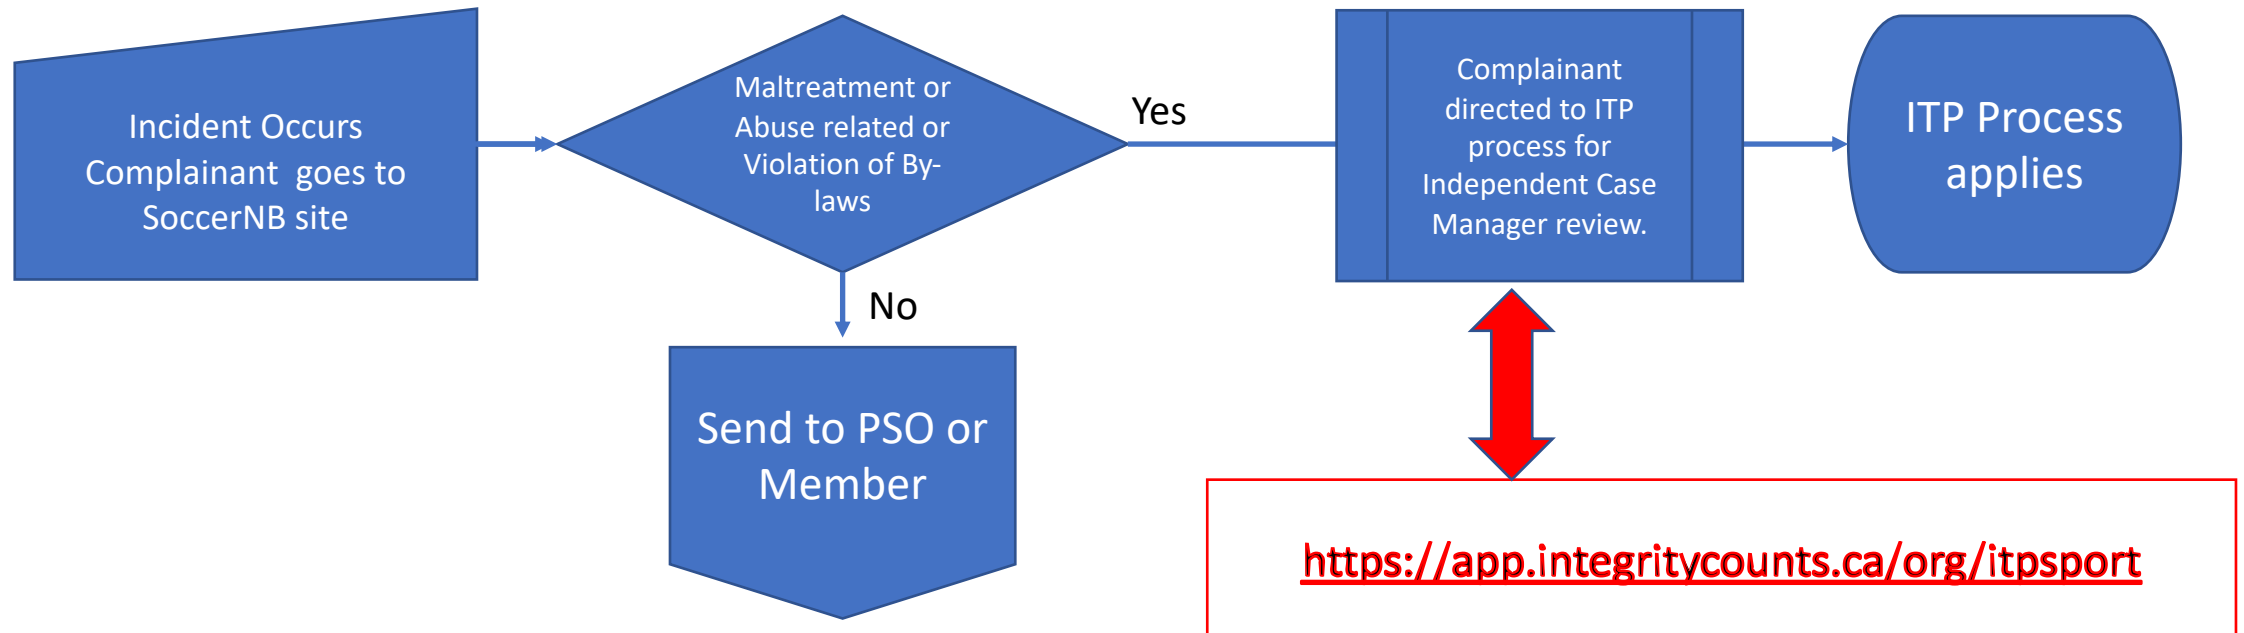 Incident Occurs
Complainant  goes to
SoccerNB site
Maltreatment or
Abuse related or
Violation of By-
laws
Yes
No
Send to PSO or
Member
Complainant
directed to ITP
process for
Independent Case
Manager review.
ITP Process
applies
https://app.integritycounts.ca/org/itpsport